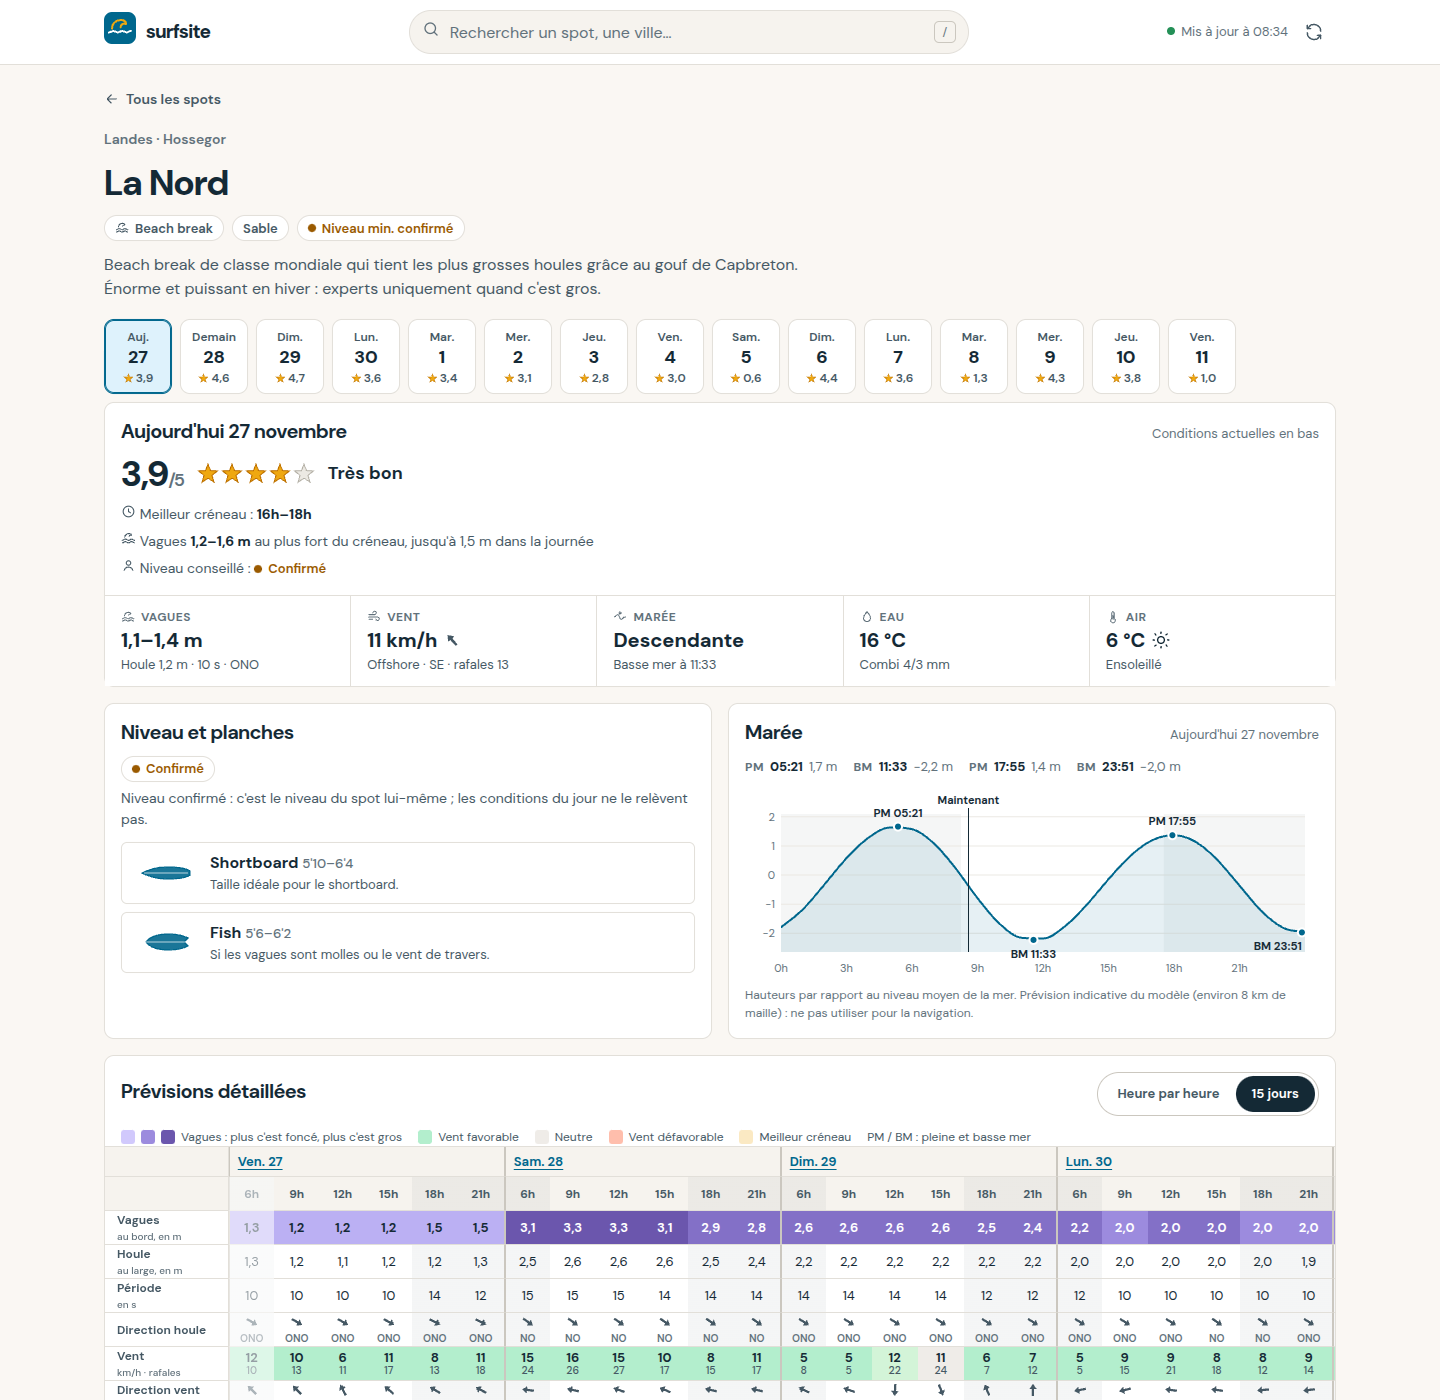 surfsite
Rechercher un spot, une ville…
/
Mis à jour à 08:34
Tous les spots
Landes · Hossegor
La Nord
Beach break
Sable
Niveau min. confirmé
Beach break de classe mondiale qui tient les plus grosses houles grâce au gouf de Capbreton.
Énorme et puissant en hiver : experts uniquement quand c'est gros.
Auj. Demain Dim. Lun. Mar. Mer. Jeu. Ven. Sam. Dim. Lun. Mar. Mer. Jeu. Ven.
27 28 29 30 1 2 3 4 5 6 7 8 9 10 11
3,9 4,6 4,7 3,6 3,4 3,1 2,8 3,0 0,6 4,4 3,6 1,3 4,3 3,8 1,0
Aujourd'hui 27 novembre
Conditions actuelles en bas
3,9/5 Très bon
Meilleur créneau : 16h–18h
Vagues 1,2–1,6 m au plus fort du créneau, jusqu'à 1,5 m dans la journée
Niveau conseillé : Confirmé
VAGUES
1,1–1,4 m
Houle 1,2 m · 10 s · ONO
VENT
11 km/h
Offshore · SE · rafales 13
MARÉE
Descendante
Basse mer à 11:33
EAU
16 °C
Combi 4/3 mm
AIR
6 °C
Ensoleillé
Niveau et planches
Confirmé
Niveau confirmé : c'est le niveau du spot lui-même ; les conditions du jour ne le relèvent
pas.
Shortboard 5'10–6'4
Taille idéale pour le shortboard.
Fish 5'6–6'2
Si les vagues sont molles ou le vent de travers.
Marée
Aujourd'hui 27 novembre
PM 05:21 1,7 m BM 11:33 −2,2 m PM 17:55 1,4 m BM 23:51 −2,0 m
Maintenant
PM 05:21
PM 17:55
2
1
0
−1
−2
BM 11:33
BM 23:51
0h 3h 6h 9h 12h 15h 18h 21h
Hauteurs par rapport au niveau moyen de la mer. Prévision indicative du modèle (environ 8 km de
maille) : ne pas utiliser pour la navigation.
Prévisions détaillées
Heure par heure
15 jours
Vagues : plus c'est foncé, plus c'est gros Vent favorable Neutre Vent défavorable Meilleur créneau PM / BM : pleine et basse mer
Ven. 27 Sam. 28 Dim. 29 Lun. 30
6h 9h 12h 15h 18h 21h 6h 9h 12h 15h 18h 21h 6h 9h 12h 15h 18h 21h 6h 9h 12h 15h 18h 21h
Vagues
au bord, en m
1,3 1,2 1,2 1,2 1,5 1,5 3,1 3,3 3,3 3,1 2,9 2,8 2,6 2,6 2,6 2,6 2,5 2,4 2,2 2,0 2,0 2,0 2,0 2,0
Houle
au large, en m
1,3 1,2 1,1 1,2 1,2 1,3 2,5 2,6 2,6 2,6 2,5 2,4 2,2 2,2 2,2 2,2 2,2 2,2 2,0 2,0 2,0 2,0 2,0 1,9
Période
en s
10 10 10 10 14 12 15 15 15 14 14 14 14 14 14 14 12 12 12 10 10 10 10 10
Direction houle
ONO ONO ONO ONO ONO ONO NO NO NO NO NO NO ONO ONO ONO ONO ONO ONO ONO ONO ONO NO NO ONO
Vent
km/h · rafales
12 10 6 11 8 11 15 16 15 10 8 11 5 5 12 11 6 7 5 9 9 8 8 9
10 13 11 17 13 18 24 26 27 17 15 17 8 5 22 24 7 12 5 15 21 18 12 14
Direction vent